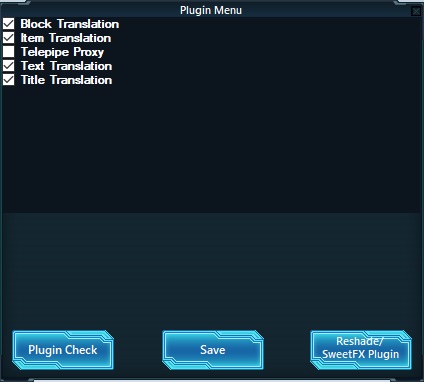 Plugin Menu
Block Translation
Item Translation
Telepipe Proxy
Text Translation
Title Translation
Plugin Check
Save
Reshade/
SweetFX Plugin